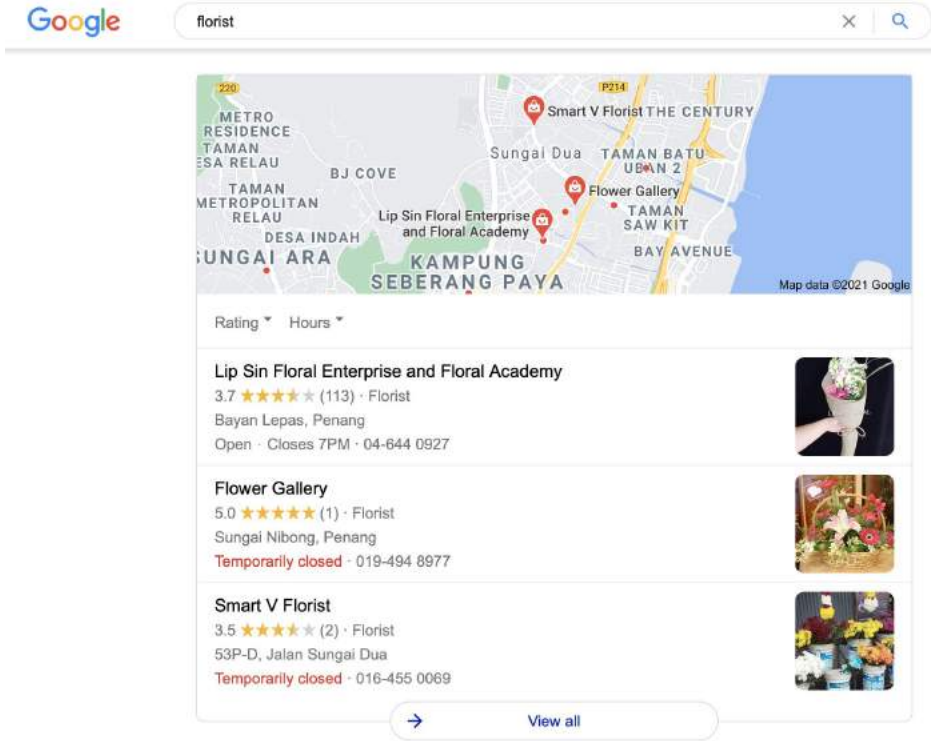 Google
florist
220
P214
METRO
RESIDENCE
TAMAN
ESA RELAU
Smart V Florist
THE CENTURY
BJ COVE
Sungai Dua
TAMAN BATU
UBAN 2
TAMAN
METROPOLITAN
RELAU
Flower Gallery
Lip Sin Floral Enterprise
and Floral Academy
TAMAN
SAW KIT
DESA INDAH
SUNGAI ARA
BAY AVENUE
KAMPUNG
SEBERANG PAYA
Map data ©2021 Google
Rating Hours
Lip Sin Floral Enterprise and Floral Academy
3.7 ★★★★★ (113) · Florist
Bayan Lepas, Penang
Open · Closes 7PM · 04-644 0927
Flower Gallery
5.0 ★★★★★ (1) · Florist
Sungai Nibong, Penang
Temporarily closed · 019-494 8977
Smart V Florist
3.5 ★★★★★ (2) · Florist
53P-D, Jalan Sungai Dua
Temporarily closed · 016-455 0069
→ View all